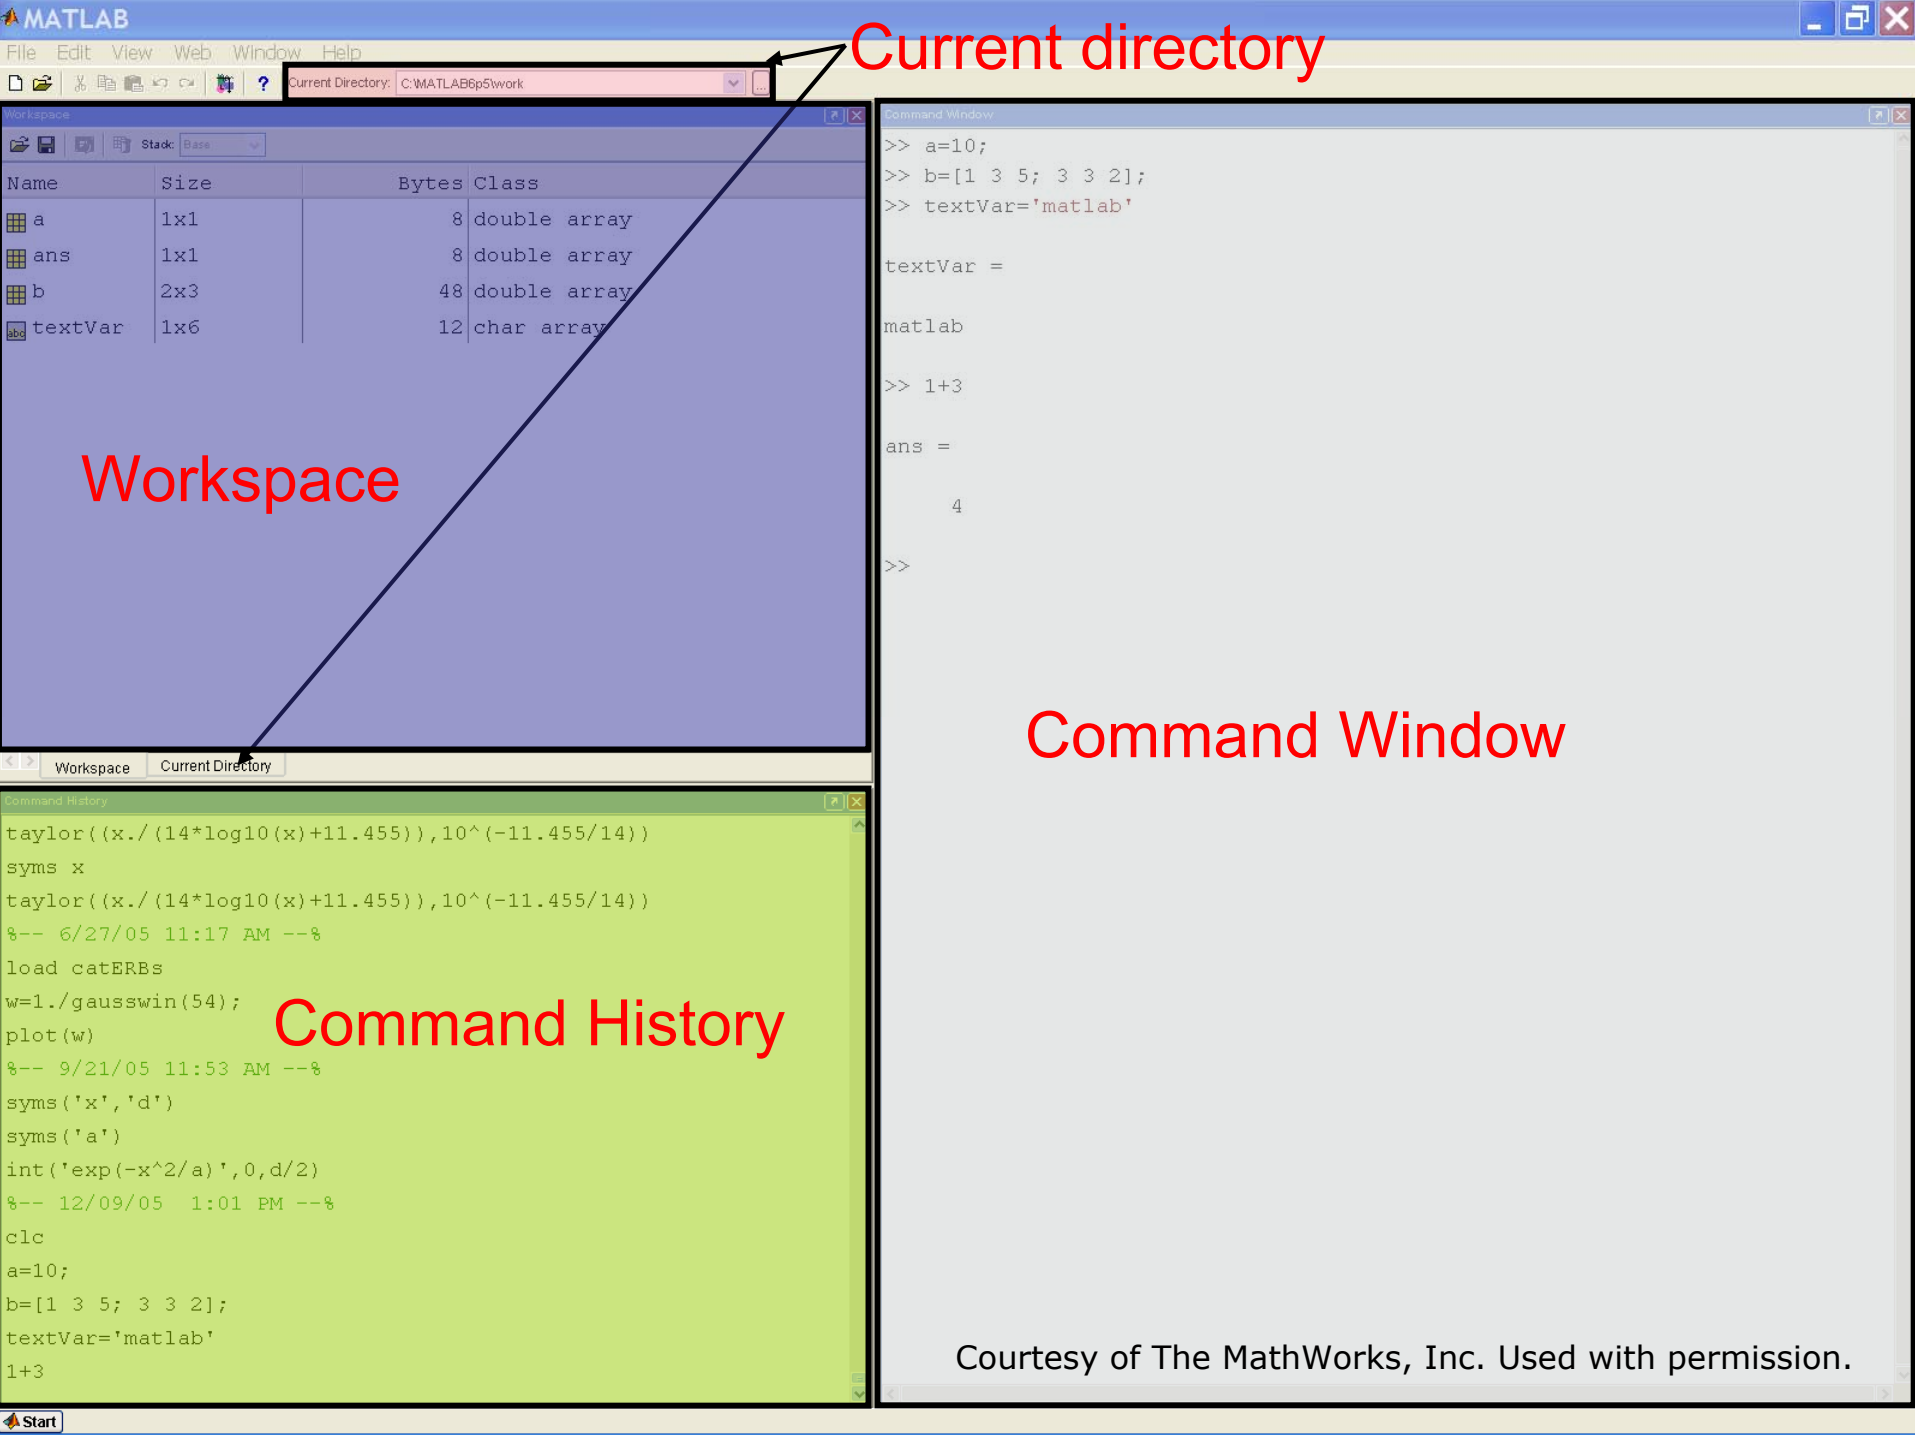 MATLAB
File Edit View Web Window Help
Current directory
? Current Directory: C:\MATLAB6p5\work ...
Workspace
Stack: Base
Name Size Bytes Class
a 1x1 8 double array
ans 1x1 8 double array
b 2x3 48 double array
abc textVar 1x6 12 char array
Workspace
Workspace Current Directory
Command History
taylor((x./(14*log10(x)+11.455)),10^(-11.455/14))
syms x
taylor((x./(14*log10(x)+11.455)),10^(-11.455/14))
%-- 6/27/05 11:17 AM --%
load catERBs
w=1./gausswin(54);
plot(w)
%-- 9/21/05 11:53 AM --%
syms('x','d')
syms('a')
int('exp(-x^2/a)',0,d/2)
%-- 12/09/05 1:01 PM --%
clc
a=10;
b=[1 3 5; 3 3 2];
textVar='matlab'
1+3
Command History
Command Window
>> a=10;
>> b=[1 3 5; 3 3 2];
>> textVar='matlab'
textVar =
matlab
>> 1+3
ans =
4
>>
Command Window
Courtesy of The MathWorks, Inc. Used with permission.
Start